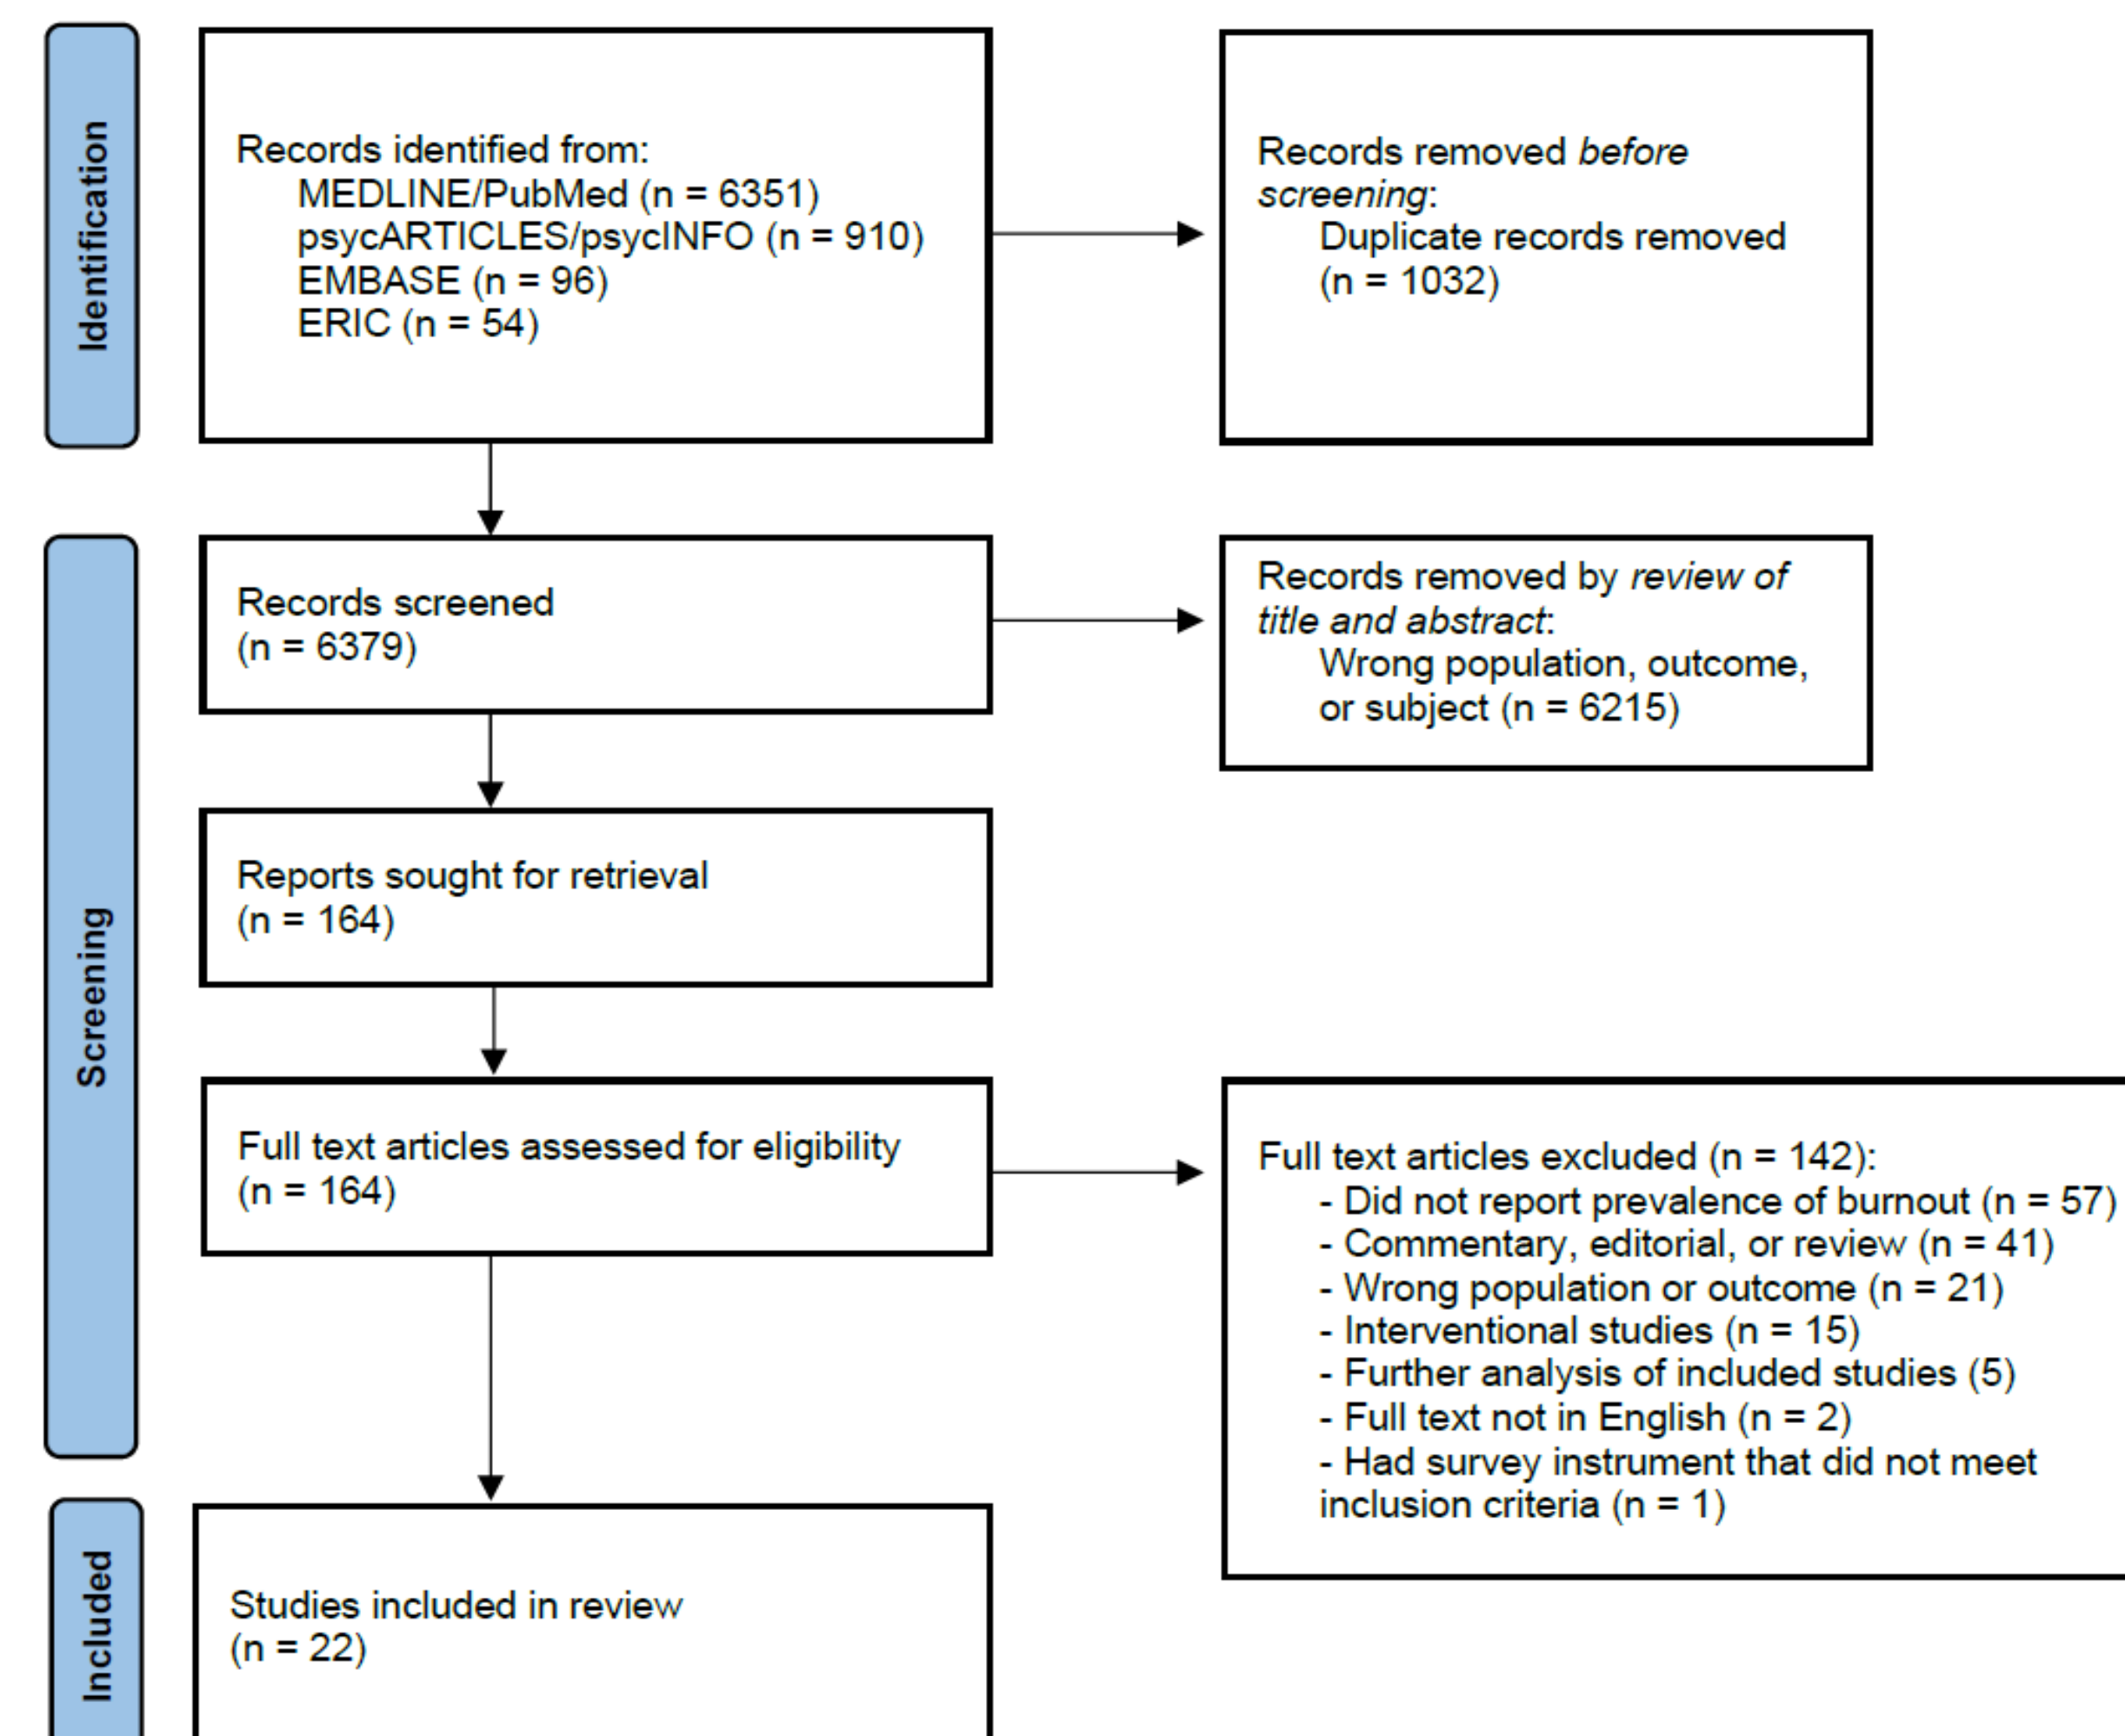 Identification
Records identified from:
MEDLINE/PubMed (n = 6351)
psycARTICLES/psycINFO (n = 910)
EMBASE (n = 96)
ERIC (n = 54)
Records removed before
screening:
Duplicate records removed
(n = 1032)
Screening
Records screened
(n = 6379)
Records removed by review of
title and abstract:
Wrong population, outcome,
or subject (n = 6215)
Reports sought for retrieval
(n = 164)
Full text articles assessed for eligibility
(n = 164)
Full text articles excluded (n = 142):
- Did not report prevalence of burnout (n = 57)
- Commentary, editorial, or review (n = 41)
- Wrong population or outcome (n = 21)
- Interventional studies (n = 15)
- Further analysis of included studies (5)
- Full text not in English (n = 2)
- Had survey instrument that did not meet
inclusion criteria (n = 1)
Included
Studies included in review
(n = 22)